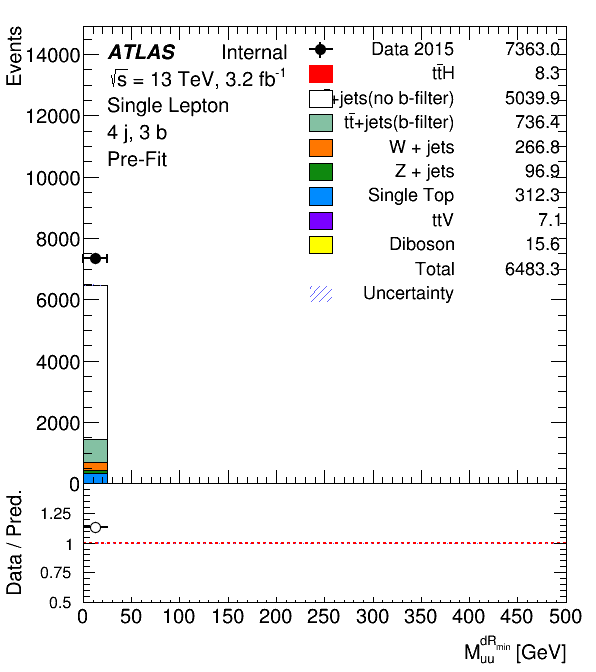 Events
14000
12000
10000
8000
6000
4000
2000
0
ATLAS Internal
√s = 13 TeV, 3.2 fb⁻¹
Single Lepton
4 j, 3 b
Pre-Fit
Data 2015 7363.0
tt̄H 8.3
t̄+jets(no b-filter) 5039.9
tt̄+jets(b-filter) 736.4
W + jets 266.8
Z + jets 96.9
Single Top 312.3
ttV 7.1
Diboson 15.6
Total 6483.3
Uncertainty
Data / Pred.
1.25
1
0.75
0.5
0 50 100 150 200 250 300 350 400 450 500
M_uu^dR_min [GeV]